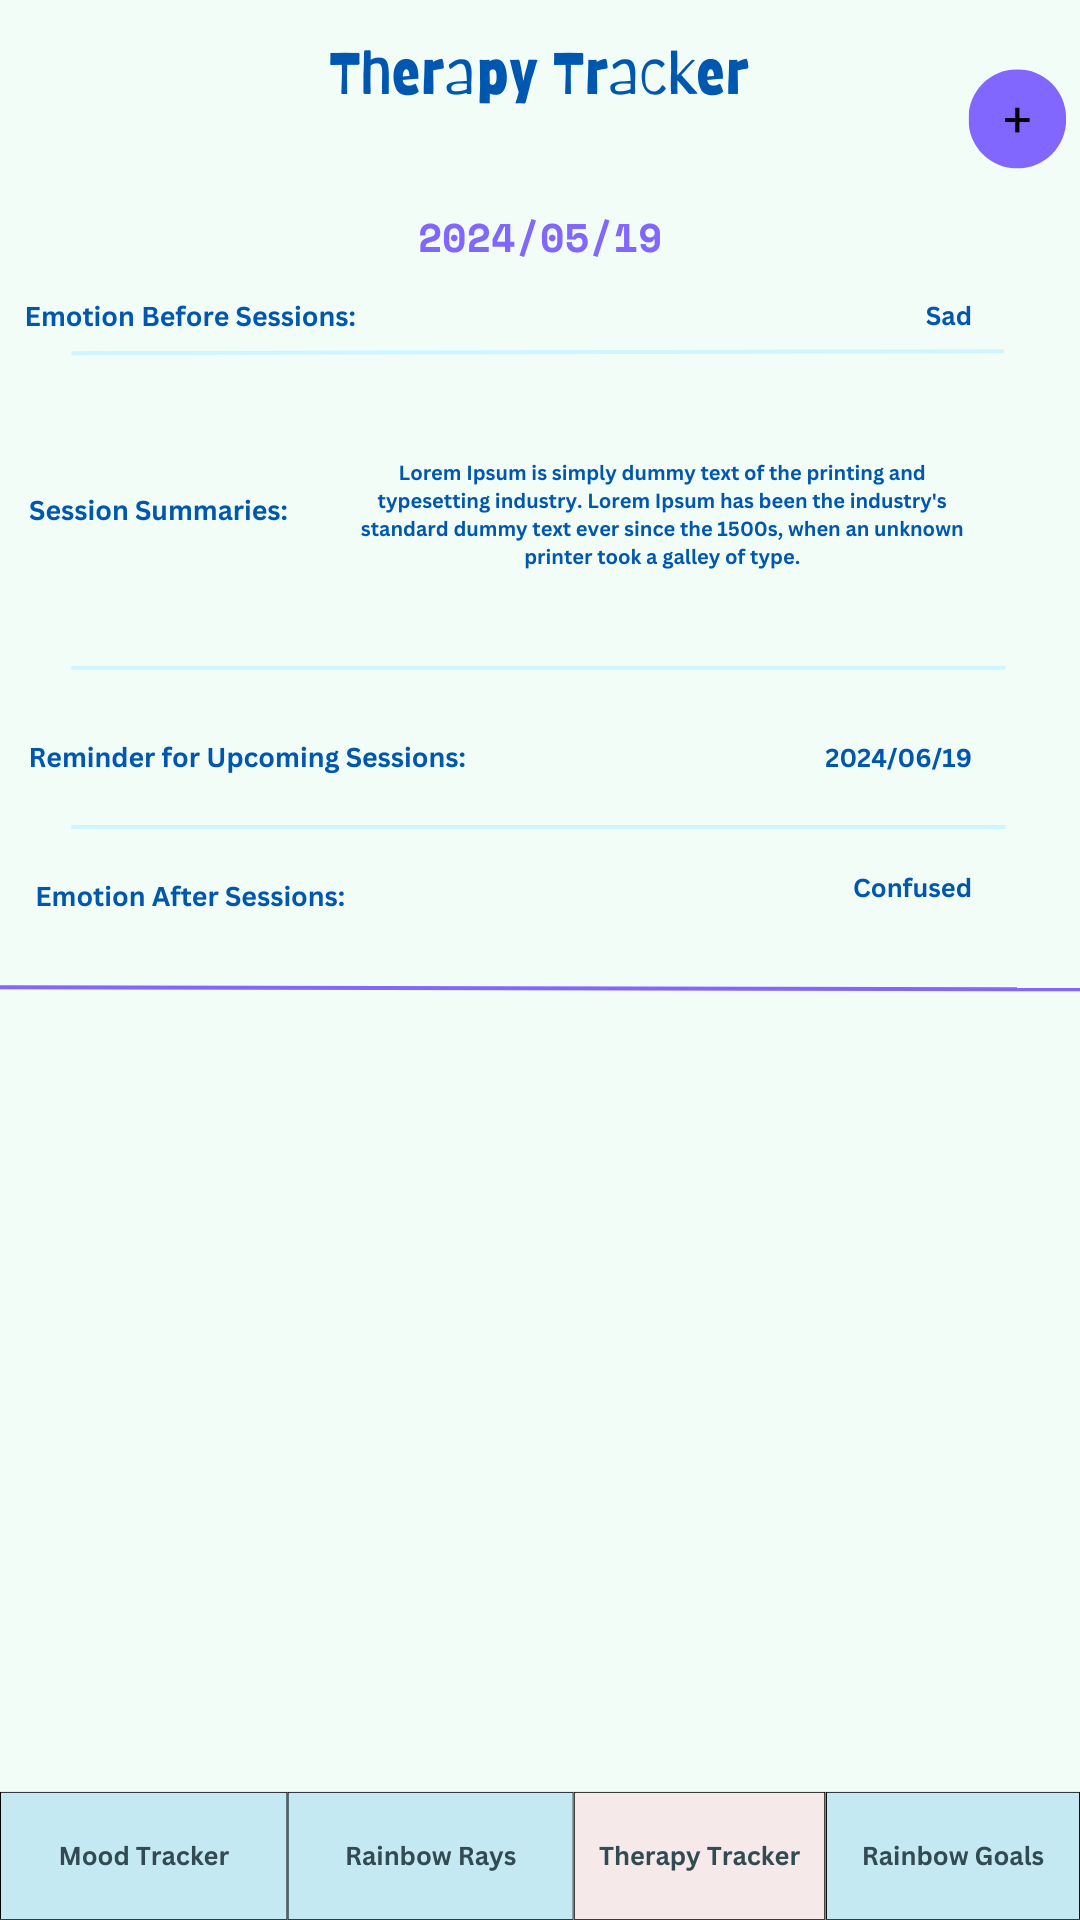 Therapy Tracker
+
2024/05/19
Emotion Before Sessions:
Sad
Session Summaries:
Lorem Ipsum is simply dummy text of the printing and
typesetting industry. Lorem Ipsum has been the industry's
standard dummy text ever since the 1500s, when an unknown
printer took a galley of type.
Reminder for Upcoming Sessions:
2024/06/19
Emotion After Sessions:
Confused
Mood Tracker
Rainbow Rays
Therapy Tracker
Rainbow Goals